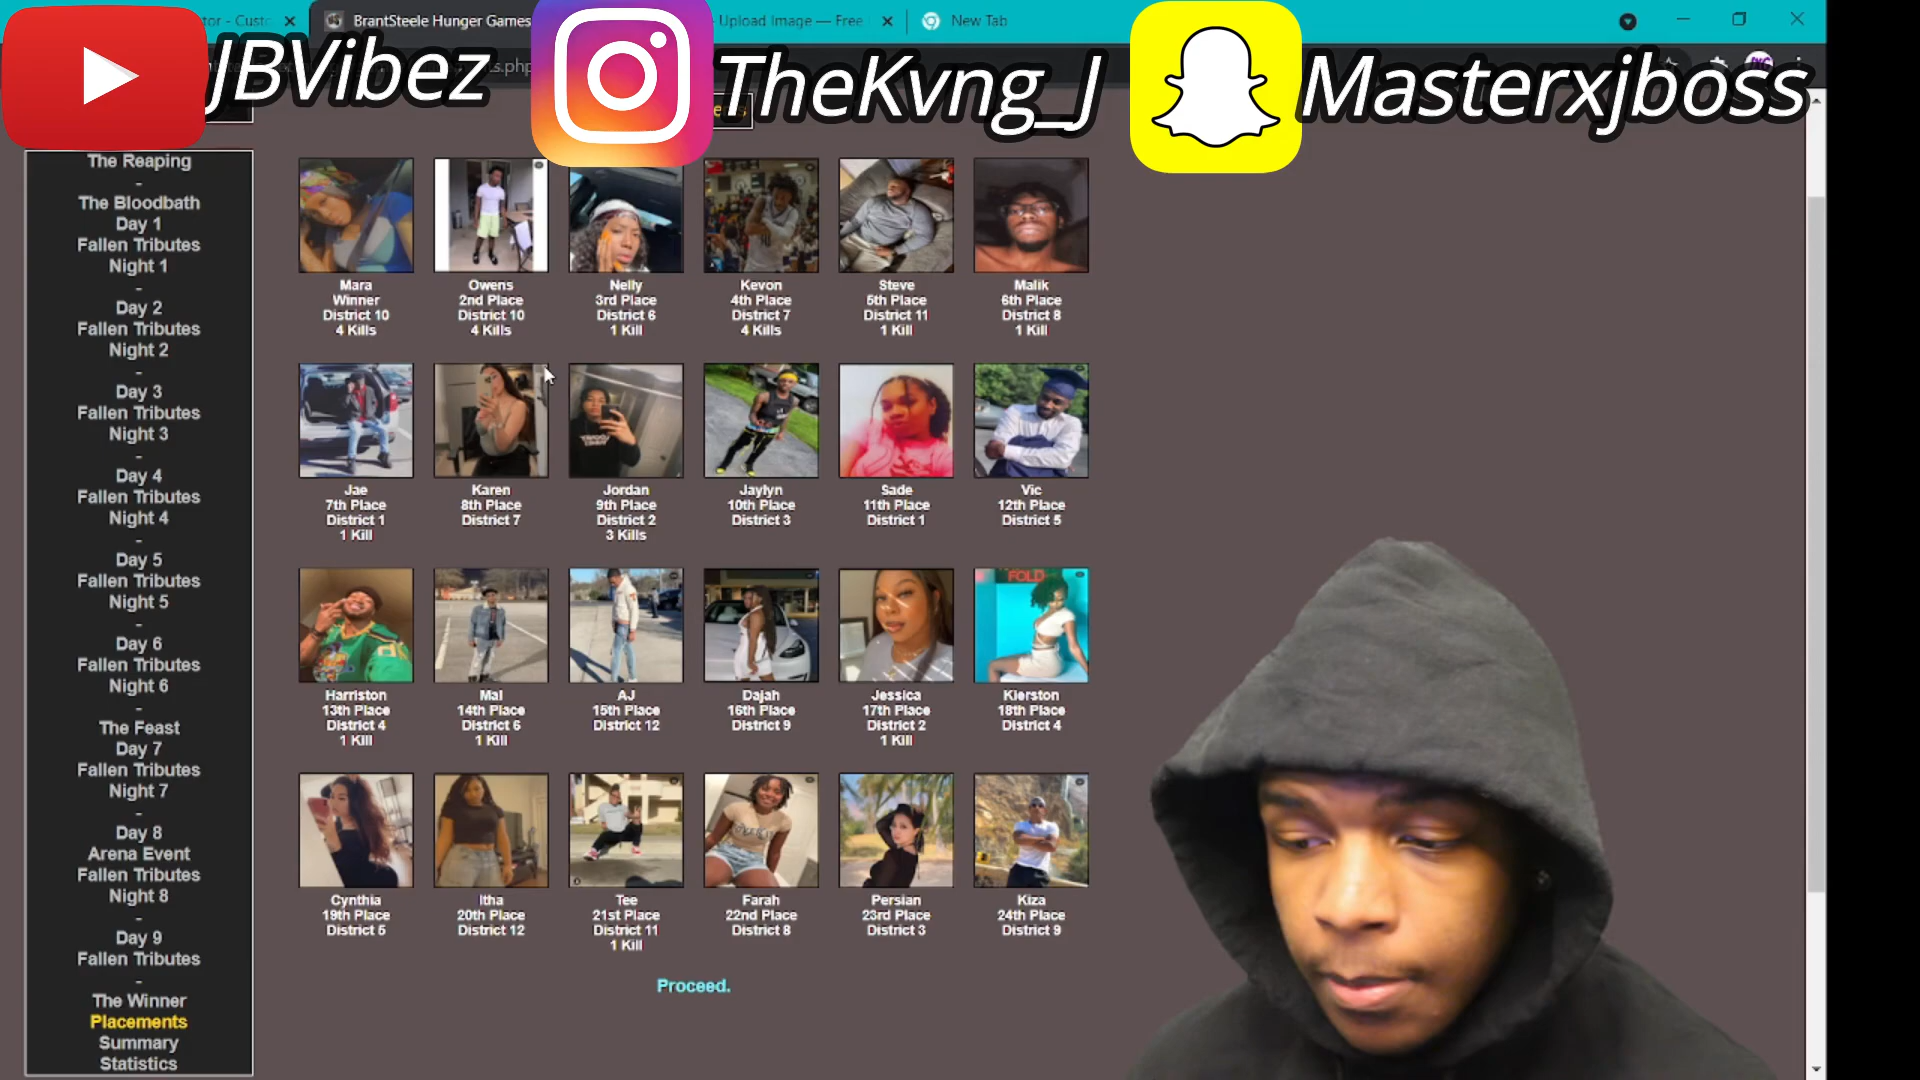 tor - Cust
BrantSteele Hunger Games
- Upload Image — Free
New Tab
JBVibez
TheKvng_J
Masterxjboss
The Reaping
-
The Bloodbath
Day 1
Fallen Tributes
Night 1
-
Day 2
Fallen Tributes
Night 2
-
Day 3
Fallen Tributes
Night 3
-
Day 4
Fallen Tributes
Night 4
-
Day 5
Fallen Tributes
Night 5
-
Day 6
Fallen Tributes
Night 6
-
The Feast
Day 7
Fallen Tributes
Night 7
-
Day 8
Arena Event
Fallen Tributes
Night 8
-
Day 9
Fallen Tributes
-
The Winner
Placements
Summary
Statistics
Mara
Winner
District 10
4 Kills
Owens
2nd Place
District 10
4 Kills
Nelly
3rd Place
District 6
1 Kill
Kevon
4th Place
District 7
4 Kills
Steve
5th Place
District 11
1 Kill
Malik
6th Place
District 8
1 Kill
Jae
7th Place
District 1
1 Kill
Karen
8th Place
District 7
Jordan
9th Place
District 2
3 Kills
Jaylyn
10th Place
District 3
Sade
11th Place
District 1
Vic
12th Place
District 5
Harriston
13th Place
District 4
1 Kill
Mal
14th Place
District 6
1 Kill
AJ
15th Place
District 12
Dajah
16th Place
District 9
Jessica
17th Place
District 2
1 Kill
FOLD
Kierston
18th Place
District 4
Cynthia
19th Place
District 5
Itha
20th Place
District 12
Tee
21st Place
District 11
1 Kill
Farah
22nd Place
District 8
Persian
23rd Place
District 3
Kiza
24th Place
District 9
Proceed.